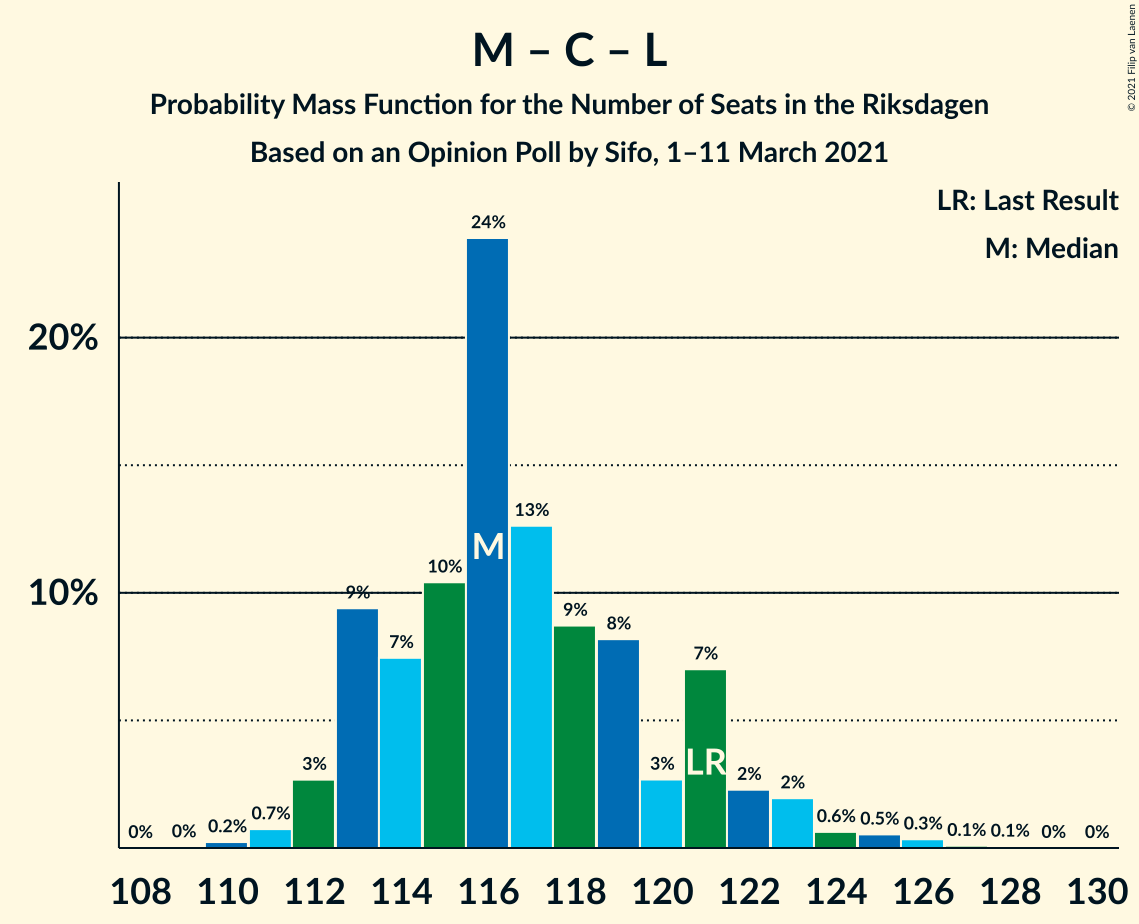 M – C – L
Probability Mass Function for the Number of Seats in the Riksdagen
Based on an Opinion Poll by Sifo, 1–11 March 2021
© 2021 Filip van Laenen
LR: Last Result
M: Median
20%
10%
0%
0%
0.2%
0.7%
3%
9%
7%
10%
24%
M
13%
9%
8%
3%
7%
LR
2%
2%
0.6%
0.5%
0.3%
0.1%
0.1%
0%
0%
108 110 112 114 116 118 120 122 124 126 128 130